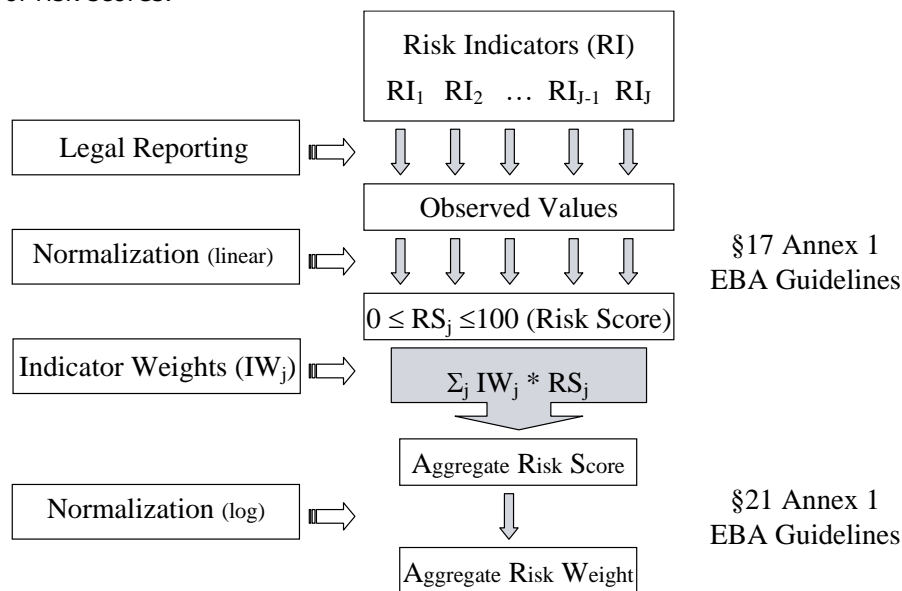 of risk scores.
Risk Indicators (RI)
RI1 RI2 … RIJ-1 RIJ
Legal Reporting
Observed Values
Normalization (linear)
§17 Annex 1
EBA Guidelines
0 ≤ RSj ≤100 (Risk Score)
Indicator Weights (IWj)
Σj IWj * RSj
Aggregate Risk Score
Normalization (log)
§21 Annex 1
EBA Guidelines
Aggregate Risk Weight